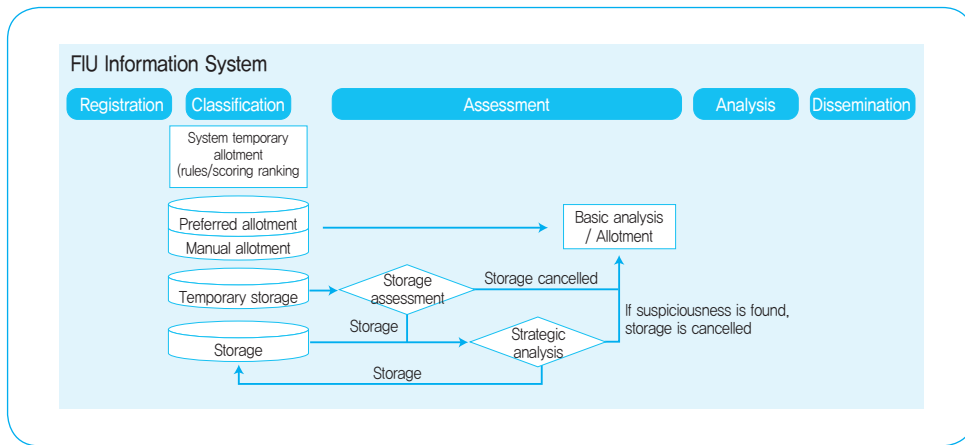 FIU Information System
Registration
Classification
Assessment
Analysis
Dissemination
System temporary
allotment
(rules/scoring ranking
Preferred allotment
Manual allotment
Basic analysis
/ Allotment
Temporary storage
Storage
assessment
Storage cancelled
If suspiciousness is found,
storage is cancelled
Storage
Storage
Strategic
analysis
Storage